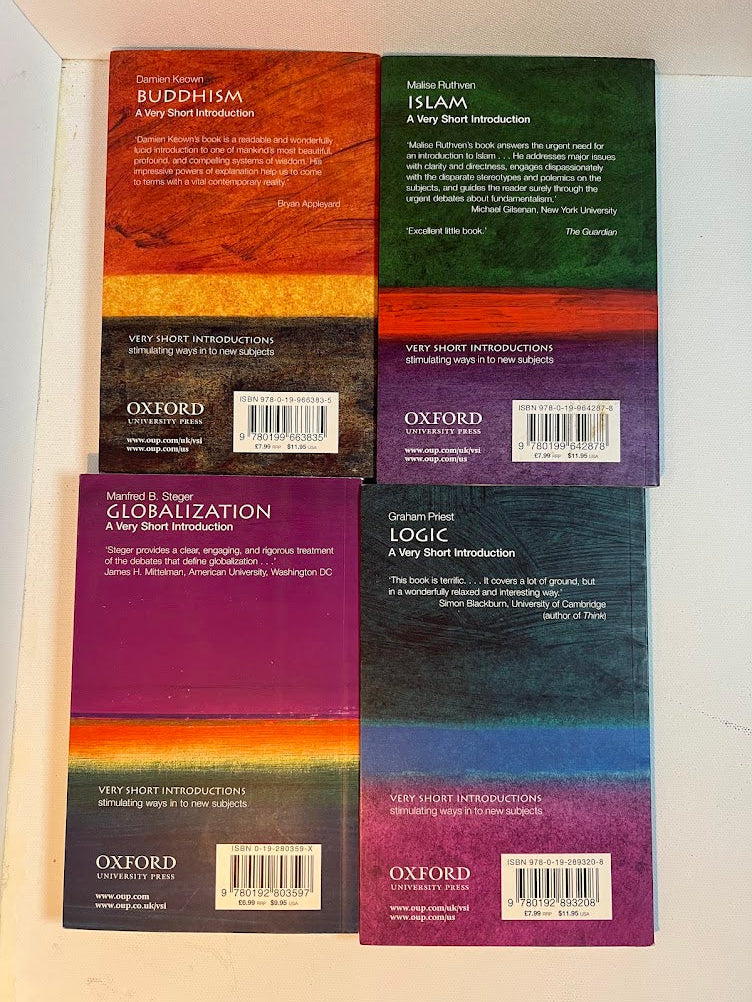 Damien Keown
BUDDHISM
A Very Short Introduction
'Damien Keown's book is a readable and wonderfully
lucid introduction to one of mankind's most beautiful,
profound, and compelling systems of wisdom. His
impressive powers of explanation help us to come
to terms with a vital contemporary reality.'
Bryan Appleyard
VERY SHORT INTRODUCTIONS
stimulating ways in to new subjects
OXFORD
UNIVERSITY PRESS
www.oup.com/uk/vsi
www.oup.com/us
ISBN 978-0-19-966383-5
9 780199 663835
£7.99 RRP $11.95 USA
Malise Ruthven
ISLAM
A Very Short Introduction
'Malise Ruthven's book answers the urgent need for
an introduction to Islam . . . He addresses major issues
with clarity and directness, engages dispassionately
with the disparate stereotypes and polemics on the
subjects, and guides the reader surely through the
urgent debates about fundamentalism.'
Michael Gilsenan, New York University
'Excellent little book.' The Guardian
VERY SHORT INTRODUCTIONS
stimulating ways in to new subjects
OXFORD
UNIVERSITY PRESS
www.oup.com/uk/vsi
www.oup.com/us
ISBN 978-0-19-964287-8
9 780199 642878
£7.99 RRP $11.95 USA
Manfred B. Steger
GLOBALIZATION
A Very Short Introduction
'Steger provides a clear, engaging, and rigorous treatment
of the debates that define globalization . . .'
James H. Mittelman, American University, Washington DC
VERY SHORT INTRODUCTIONS
stimulating ways in to new subjects
OXFORD
UNIVERSITY PRESS
www.oup.com
www.oup.co.uk/vsi
ISBN 0-19-280359-X
9 780192 803597
£6.99 RRP $9.95 USA
Graham Priest
LOGIC
A Very Short Introduction
'This book is terrific. . . . It covers a lot of ground, but
in a wonderfully relaxed and interesting way.'
Simon Blackburn, University of Cambridge
(author of Think)
VERY SHORT INTRODUCTIONS
stimulating ways in to new subjects
OXFORD
UNIVERSITY PRESS
www.oup.com/uk/vsi
www.oup.com/us
ISBN 978-0-19-289320-8
9 780192 893208
£7.99 RRP $11.95 USA